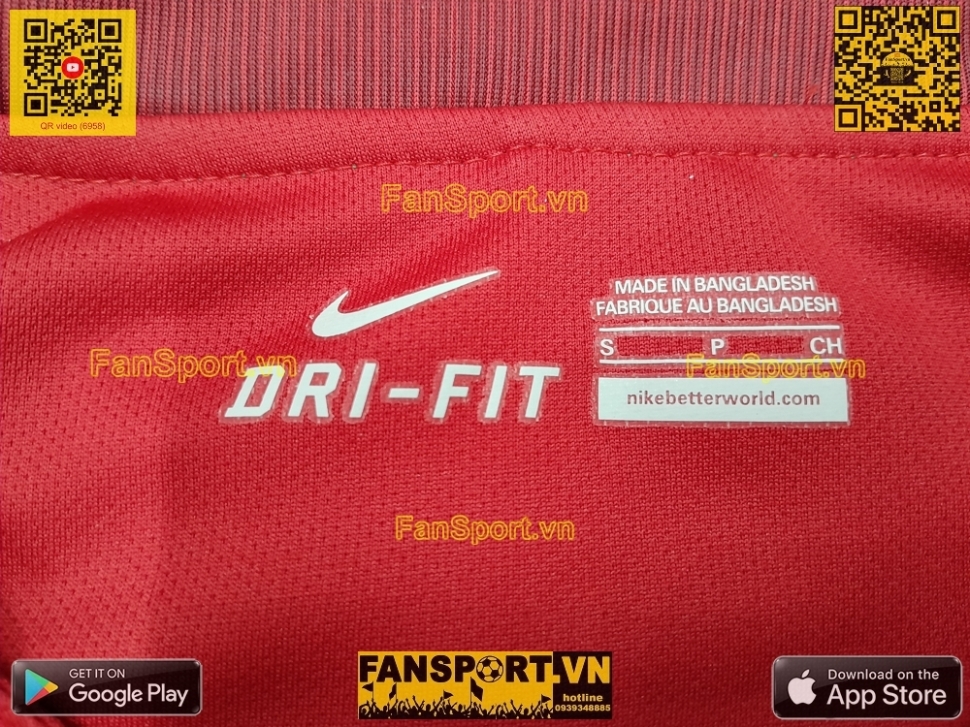 QR video (6958)
FanSport.vn
MADE IN BANGLADESH
FABRIQUE AU BANGLADESH
S P CH
FanSport.vn
FanSport.vn
DRI-FIT
nikebetterworld.com
FanSport.vn
GET IT ON
Google Play
FANSPORT.VN
hotline
0939348885
Download on the
App Store